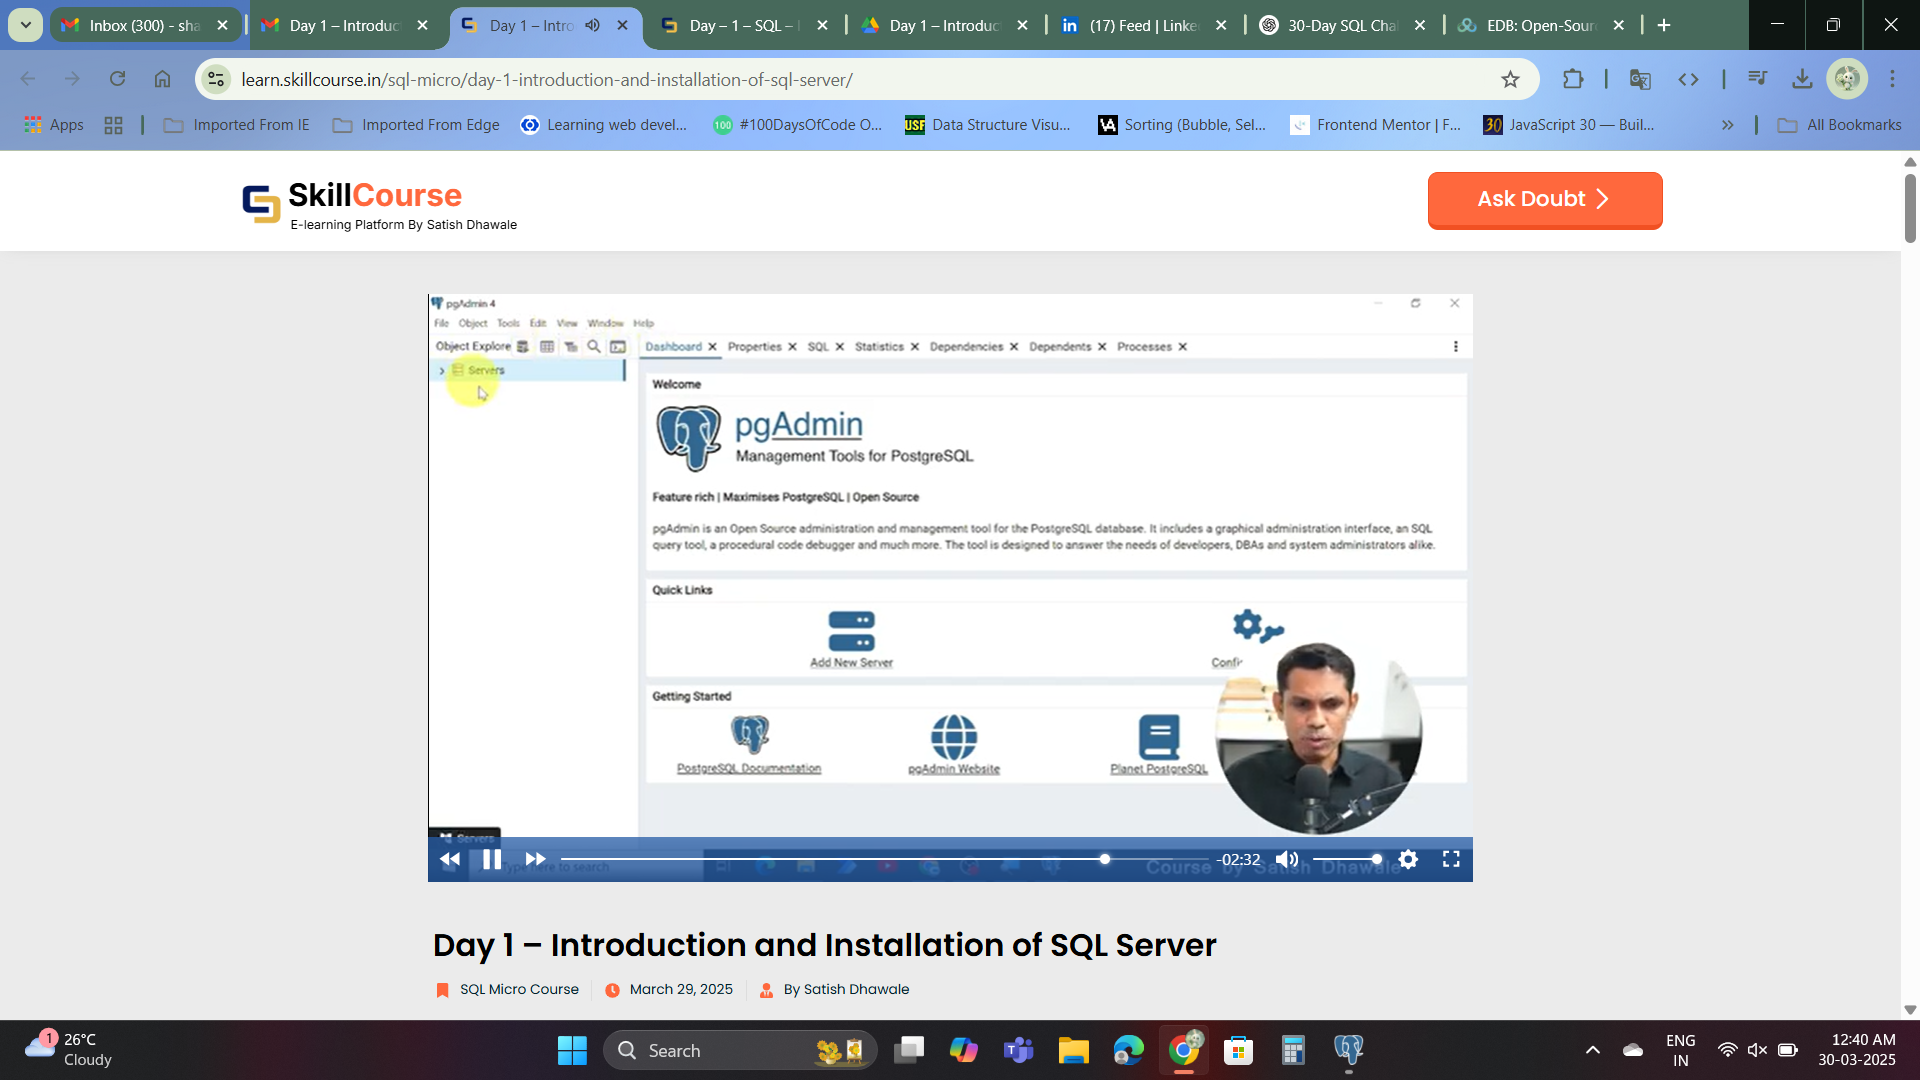 Inbox (300) - sha
Day 1 – Introduc
Day 1 – Intro
Day – 1 – SQL –
Day 1 – Introduc
(17) Feed | Linke
30-Day SQL Cha
EDB: Open-Sour
learn.skillcourse.in/sql-micro/day-1-introduction-and-installation-of-sql-server/
Apps
Imported From IE
Imported From Edge
Learning web devel...
100
#100DaysOfCode O...
USF
Data Structure Visu...
VA
Sorting (Bubble, Sel...
Frontend Mentor | F...
30
JavaScript 30 — Buil...
All Bookmarks
SkillCourse
E-learning Platform By Satish Dhawale
Ask Doubt
pgAdmin 4
File Object Tools Edit View Window Help
Object Explore
Dashboard Properties SQL Statistics Dependencies Dependents Processes
Servers
Welcome
pgAdmin
Management Tools for PostgreSQL
Feature rich | Maximises PostgreSQL | Open Source
pgAdmin is an Open Source administration and management tool for the PostgreSQL database. It includes a graphical administration interface, an SQL
query tool, a procedural code debugger and much more. The tool is designed to answer the needs of developers, DBAs and system administrators alike.
Quick Links
Add New Server
Getting Started
PostgreSQL Documentation
pgAdmin Website
Planet PostgreSQL
Servers
Type here to search
-02:32
Course by Satish Dhawale
Day 1 – Introduction and Installation of SQL Server
SQL Micro Course
March 29, 2025
By Satish Dhawale
1
26°C
Cloudy
Search
ENG
IN
12:40 AM
30-03-2025